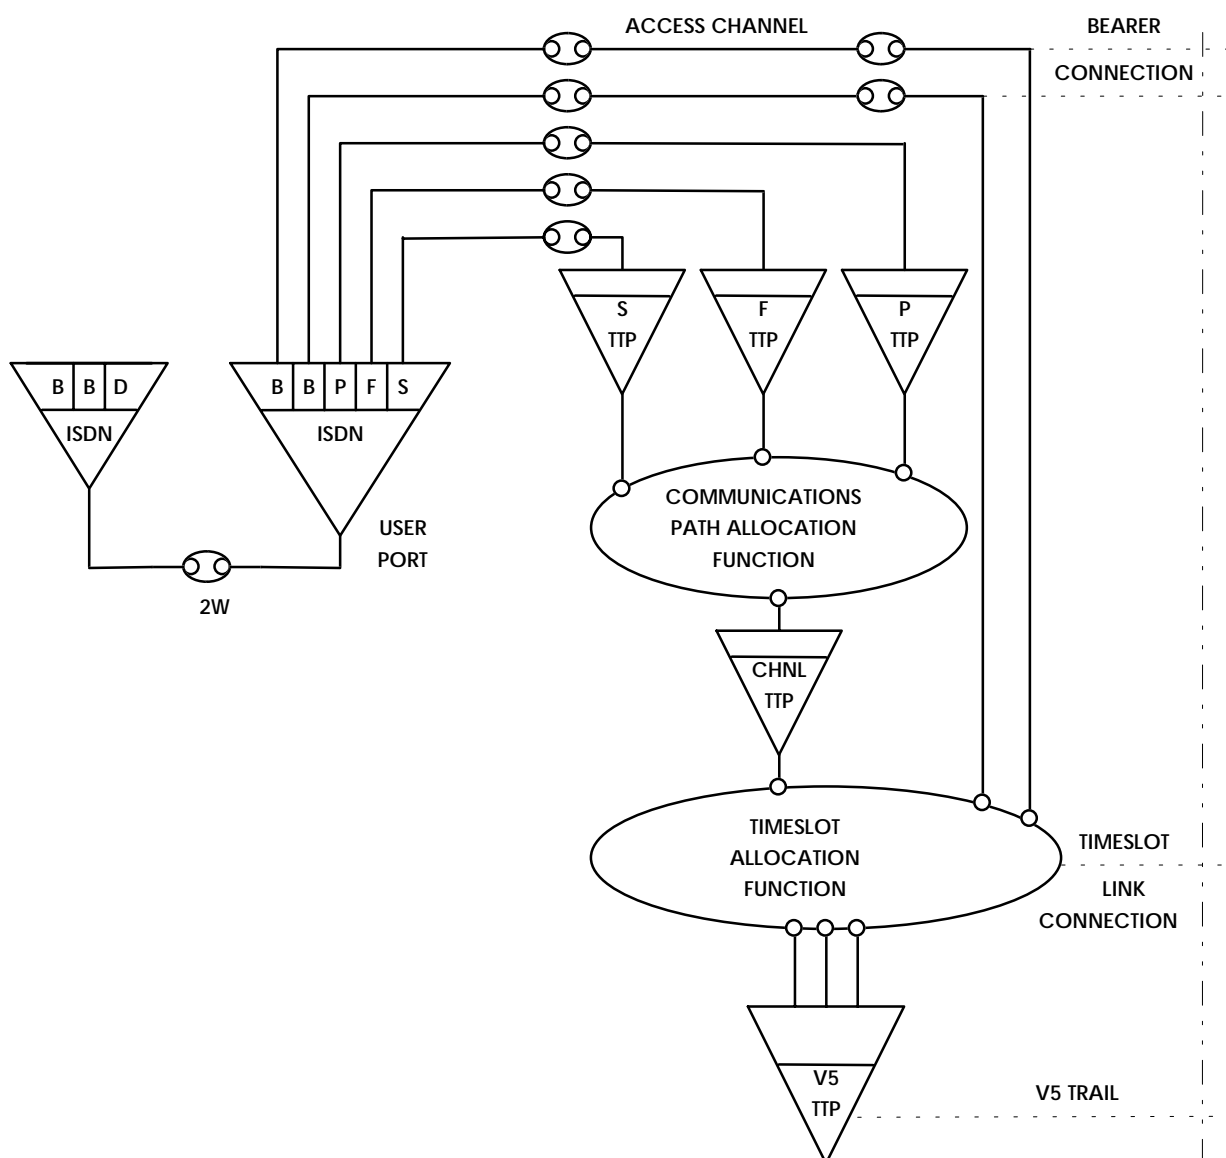 ACCESS CHANNEL
BEARER
CONNECTION
S
TTP
F
TTP
P
TTP
B B D
ISDN
B B P F S
ISDN
USER
PORT
2W
COMMUNICATIONS
PATH ALLOCATION
FUNCTION
CHNL
TTP
TIMESLOT
ALLOCATION
FUNCTION
TIMESLOT
LINK
CONNECTION
V5
TTP
V5 TRAIL